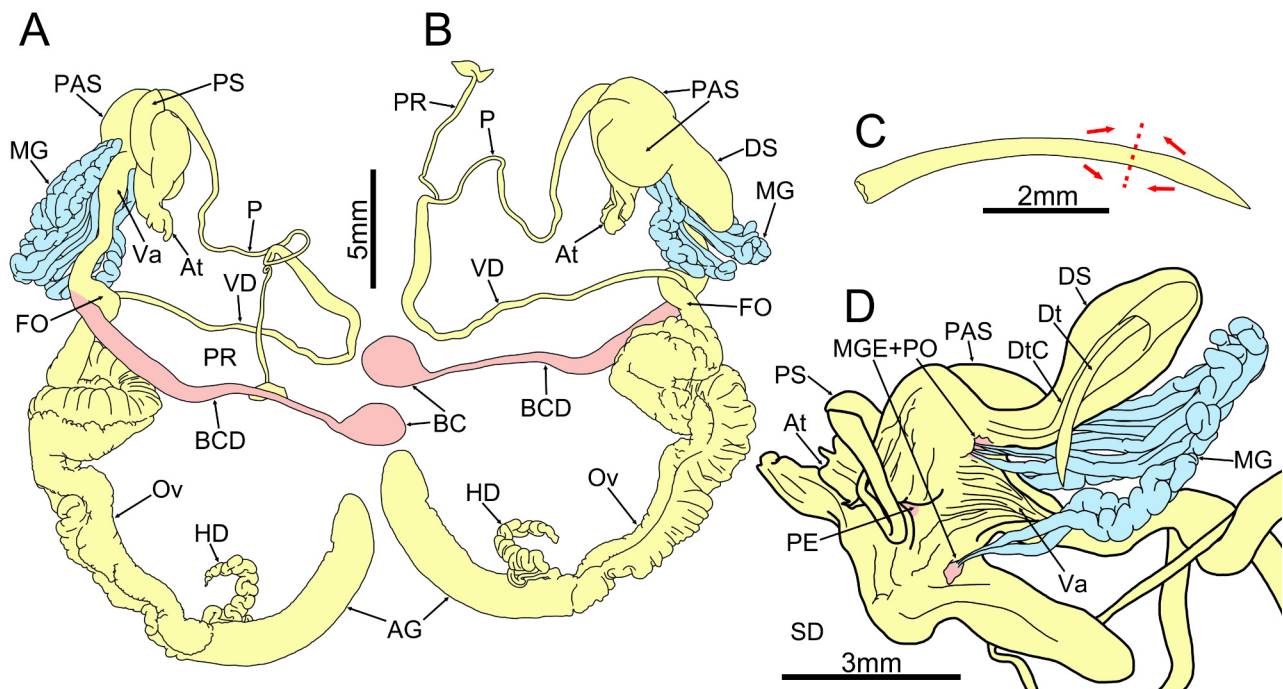 A
PAS
PS
MG
Va
At
P
VD
FO
PR
BCD
Ov
HD
5mm
B
PR
P
PAS
DS
MG
At
VD
FO
BCD
BC
HD
Ov
AG
C
2mm
D
DS
Dt
PAS
DtC
MGE+PO
PS
At
MG
PE
Va
SD
3mm